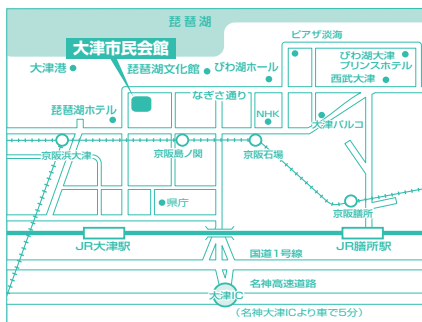 琵琶湖
ピアザ淡海
大津市民会館
大津港
琵琶湖文化館
びわ湖ホール
びわ湖大津
プリンスホテル
西武大津
なぎさ通り
琵琶湖ホテル
NHK
大津パルコ
京阪浜大津
京阪島ノ関
京阪石場
県庁
京阪膳所
JR大津駅
JR膳所駅
国道1号線
名神高速道路
大津IC
(名神大津ICより車で5分)